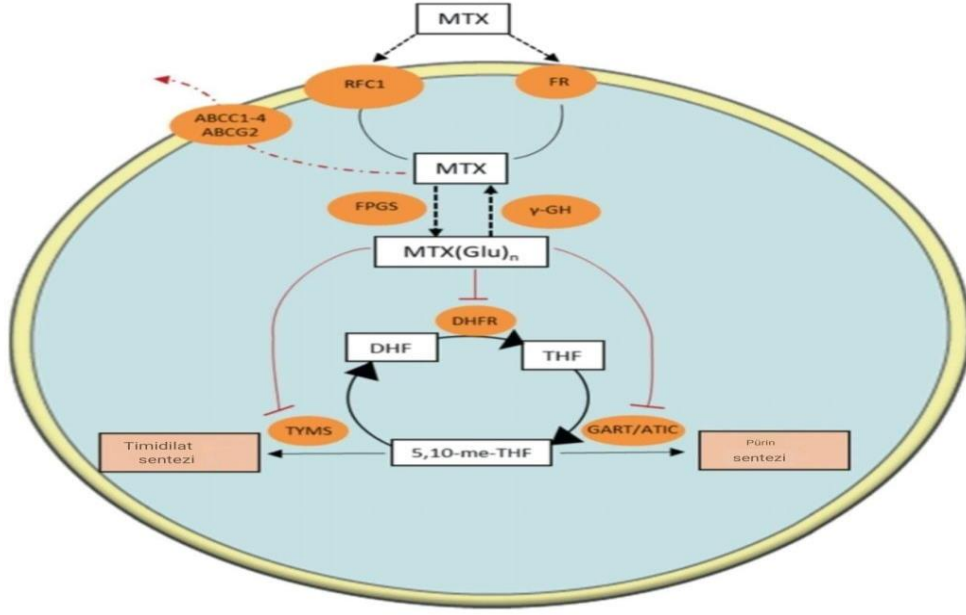 MTX
RFC1
FR
ABCC1-4
ABCG2
MTX
FPGS
γ-GH
MTX(Glu)n
DHFR
DHF
THF
TYMS
GART/ATIC
Timidilat
sentezi
5,10-me-THF
Pürin
sentezi